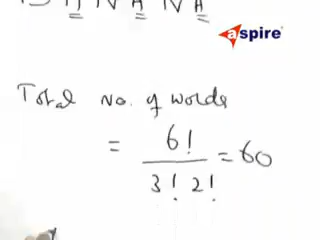 B A N A N A
aspire
Total No. of words
= 6! / 3! 2! = 60